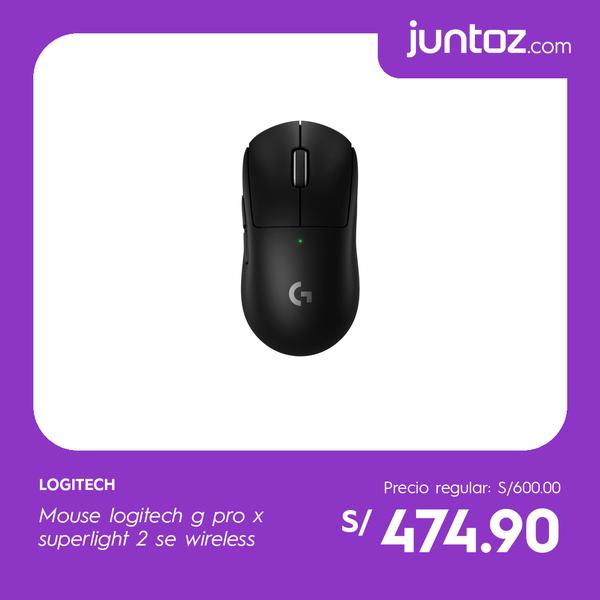 juntoz.com
G
LOGITECH
Mouse logitech g pro x
superlight 2 se wireless
Precio regular: S/600.00
S/ 474.90